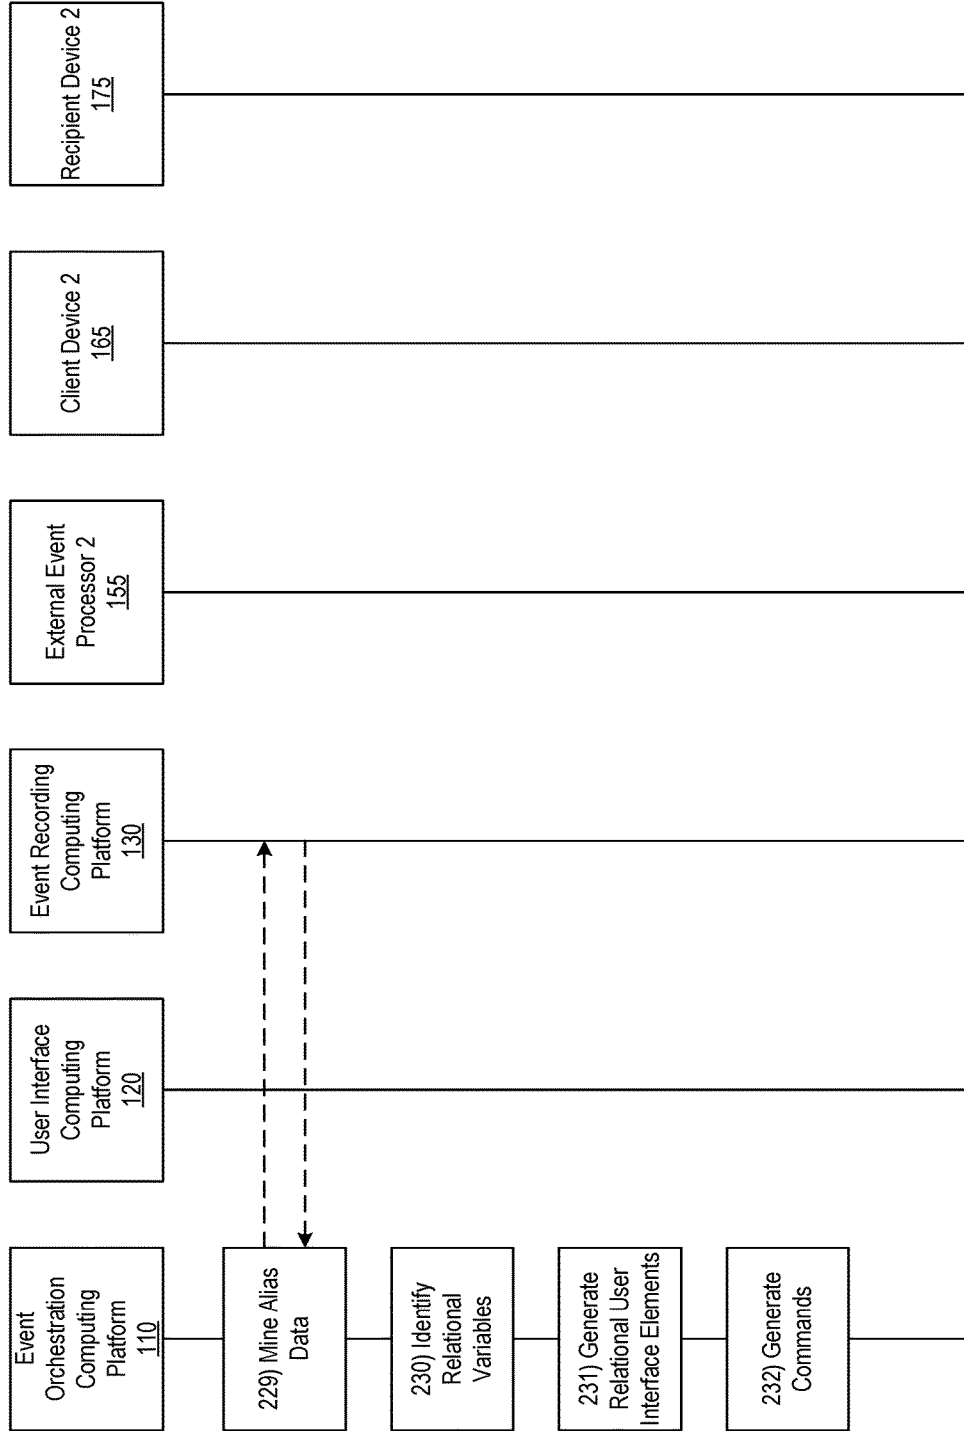 Event
Orchestration
Computing
Platform
110
User Interface
Computing
Platform
120
Event Recording
Computing
Platform
130
External Event
Processor 2
155
Client Device 2
165
Recipient Device 2
175
229) Mine Alias
Data
230) Identify
Relational
Variables
231) Generate
Relational User
Interface Elements
232) Generate
Commands